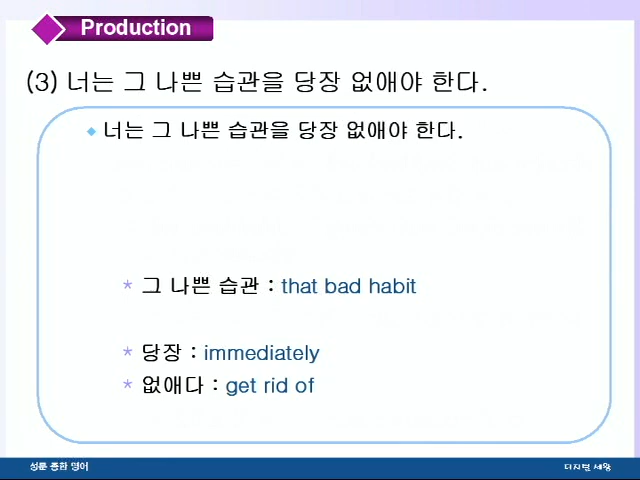 Production
(3) 너는 그 나쁜 습관을 당장 없애야 한다.
너는 그 나쁜 습관을 당장 없애야 한다.
* 그 나쁜 습관 : that bad habit
* 당장 : immediately
* 없애다 : get rid of
성문 종합 영어
디지털 세왕